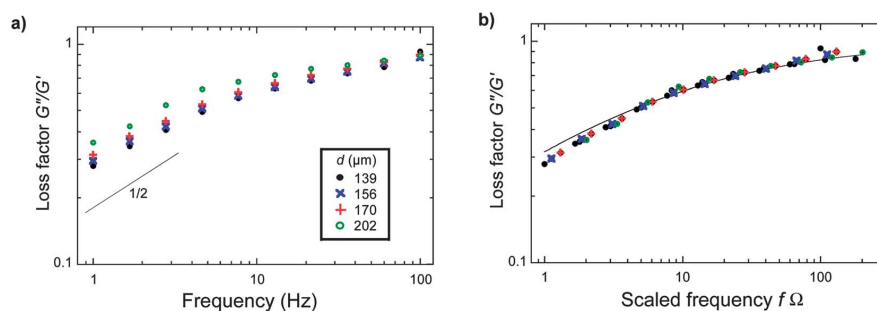 a)
Loss factor G″/G′
1
0.1
1/2
d (µm)
139
156
170
202
1
10
100
Frequency (Hz)
b)
Loss factor G″/G′
1
0.1
1
10
100
Scaled frequency f Ω